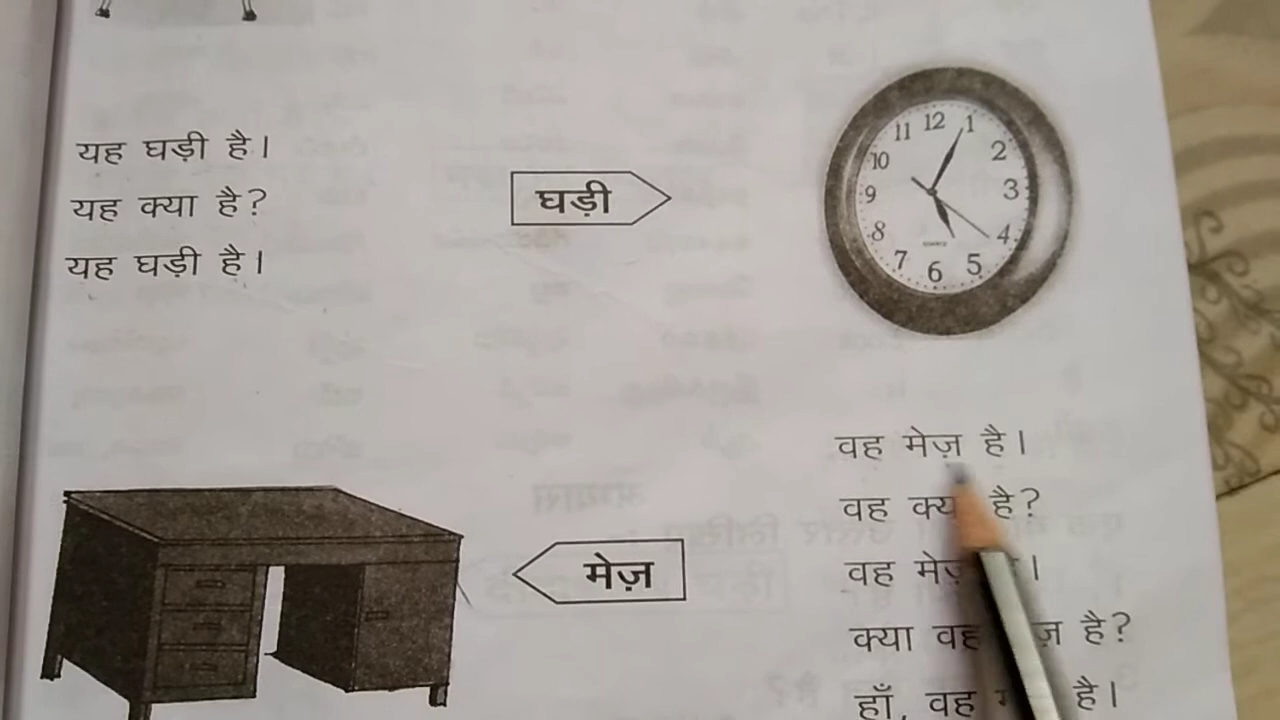 यह घड़ी है।
यह क्या है?
यह घड़ी है।
घड़ी
11 12 1
10 2
9 3
8 4
7 6 5
मेज़
वह मेज़ है।
वह क्या है?
वह मेज़
क्या वह है?
हाँ, वह है।